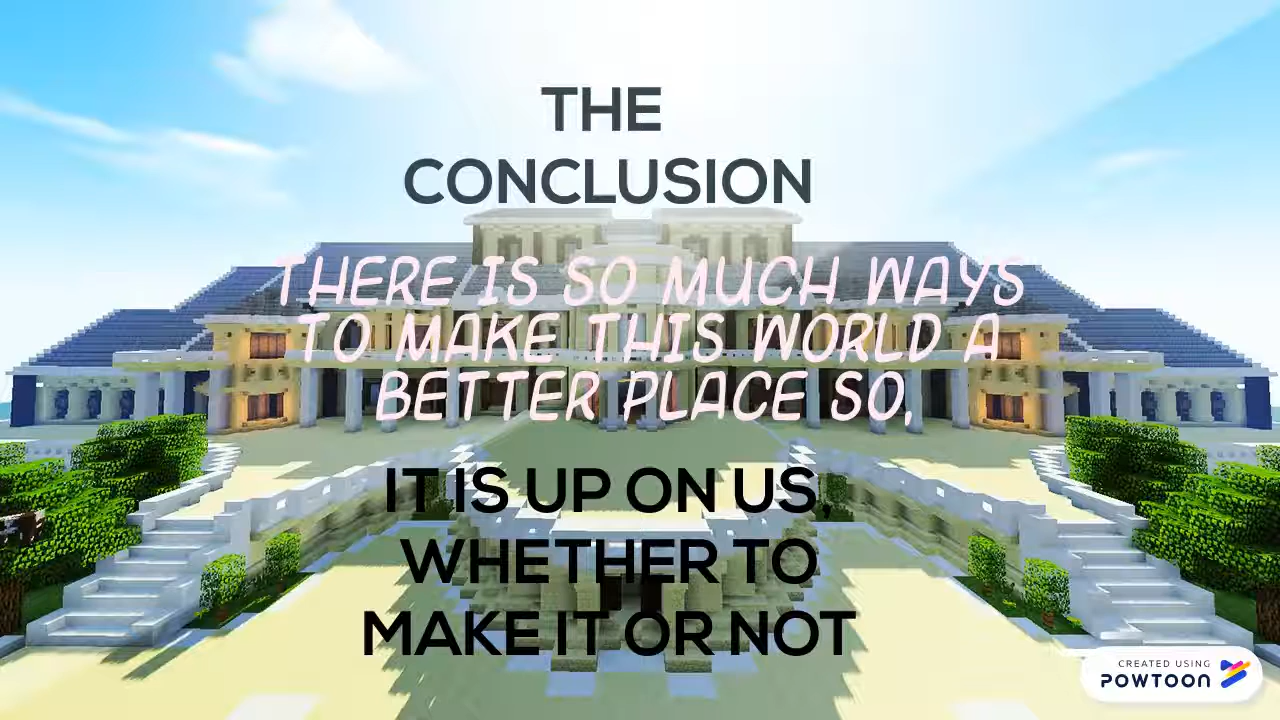 THE
CONCLUSION
THERE IS SO MUCH WAYS
TO MAKE THIS WORLD A
BETTER PLACE SO,
IT IS UP ON US,
WHETHER TO
MAKE IT OR NOT
CREATED USING
POWTOON